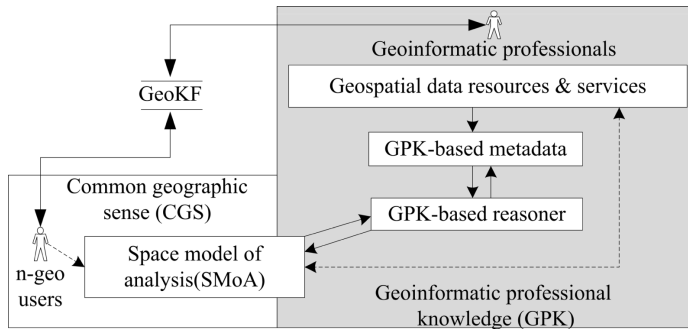 Geoinformatic professionals
Geospatial data resources & services
GeoKF
GPK-based metadata
Common geographic
sense (CGS)
GPK-based reasoner
Space model of
analysis(SMoA)
n-geo
users
Geoinformatic professional
knowledge (GPK)